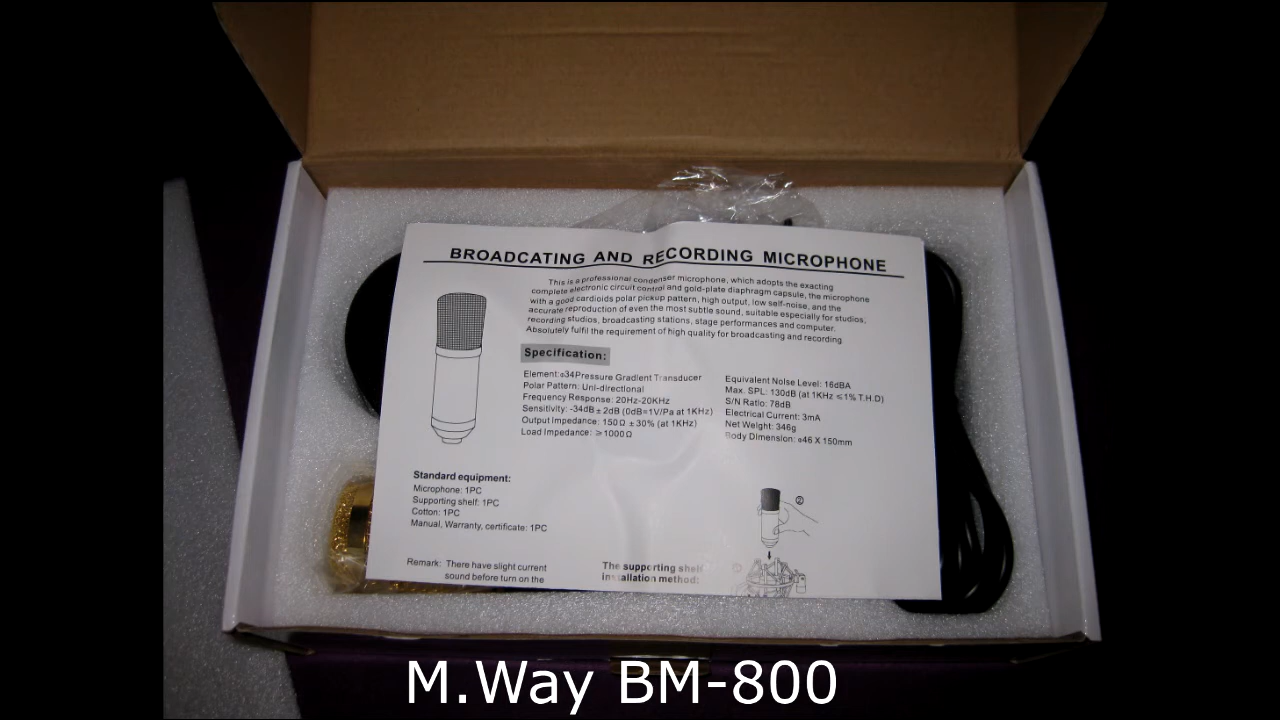 BROADCATING AND RECORDING MICROPHONE
This is a professional condenser microphone, which adopts the exacting
complete electronic circuit control and gold-plate diaphragm capsule, the microphone
with a good cardioids polar pickup pattern, high output, low self-noise, and the
accurate reproduction of even the most subtle sound, suitable especially for studios,
recording studios, broadcasting stations, stage performances and computer.
Absolutely fulfil the requirement of high quality for broadcasting and recording
Specification:
Element:ø34Pressure Gradient Transducer
Polar Pattern: Uni-directional
Frequency Response: 20Hz-20KHz
Sensitivity: -34dB±2dB (0dB=1V/Pa at 1KHz)
Output Impedance: 150Ω ±30% (at 1KHz)
Load Impedance: ≥1000Ω
Equivalent Noise Level: 16dBA
Max. SPL: 130dB (at 1KHz ≤1% T.H.D)
S/N Ratio: 78dB
Electrical Current: 3mA
Net Weight: 346g
Body Dimension: ø46 X 150mm
Standard equipment:
Microphone: 1PC
Supporting shelf: 1PC
Cotton: 1PC
Manual, Warranty, certificate: 1PC
Remark: There have slight current
sound before turn on the
The supporting shelf
installation method:
①
②
M.Way BM-800